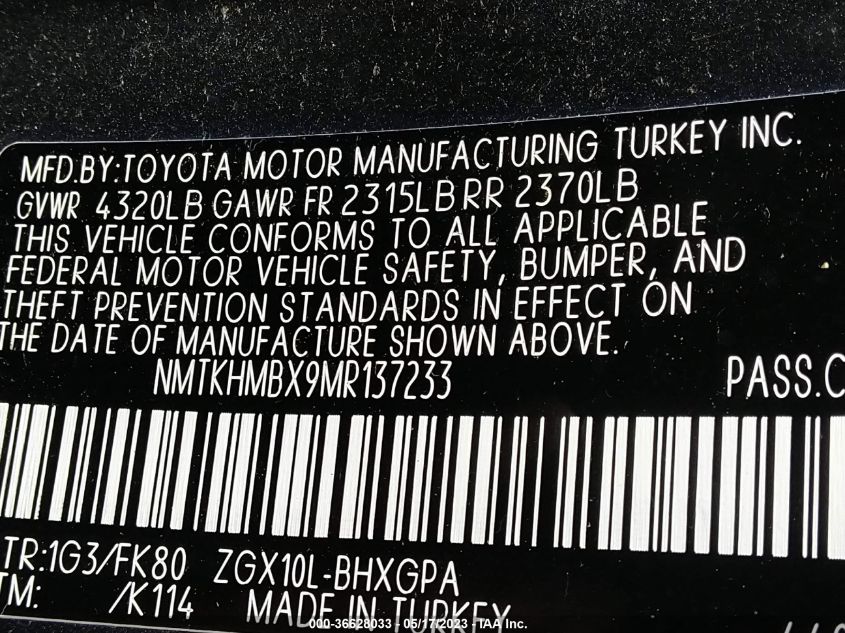 MFD.BY:TOYOTA MOTOR MANUFACTURING TURKEY INC.
GVWR 4320LB GAWR FR 2315LB RR 2370LB
THIS VEHICLE CONFORMS TO ALL APPLICABLE
FEDERAL MOTOR VEHICLE SAFETY, BUMPER, AND
THEFT PREVENTION STANDARDS IN EFFECT ON
THE DATE OF MANUFACTURE SHOWN ABOVE.
NMTKHMBX9MR137233 PASS.C
TR:1G3/FK80 ZGX10L-BHXGPA
TM: /K114 MADE IN TURKEY
000-36628033 - 05/17/2023 - IAA Inc.